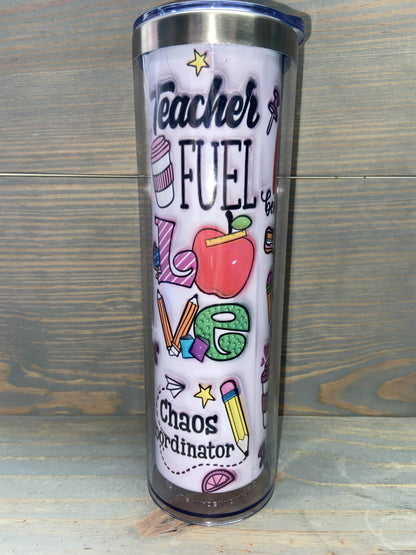 Teacher
FUEL
Love
Chaos
Coordinator